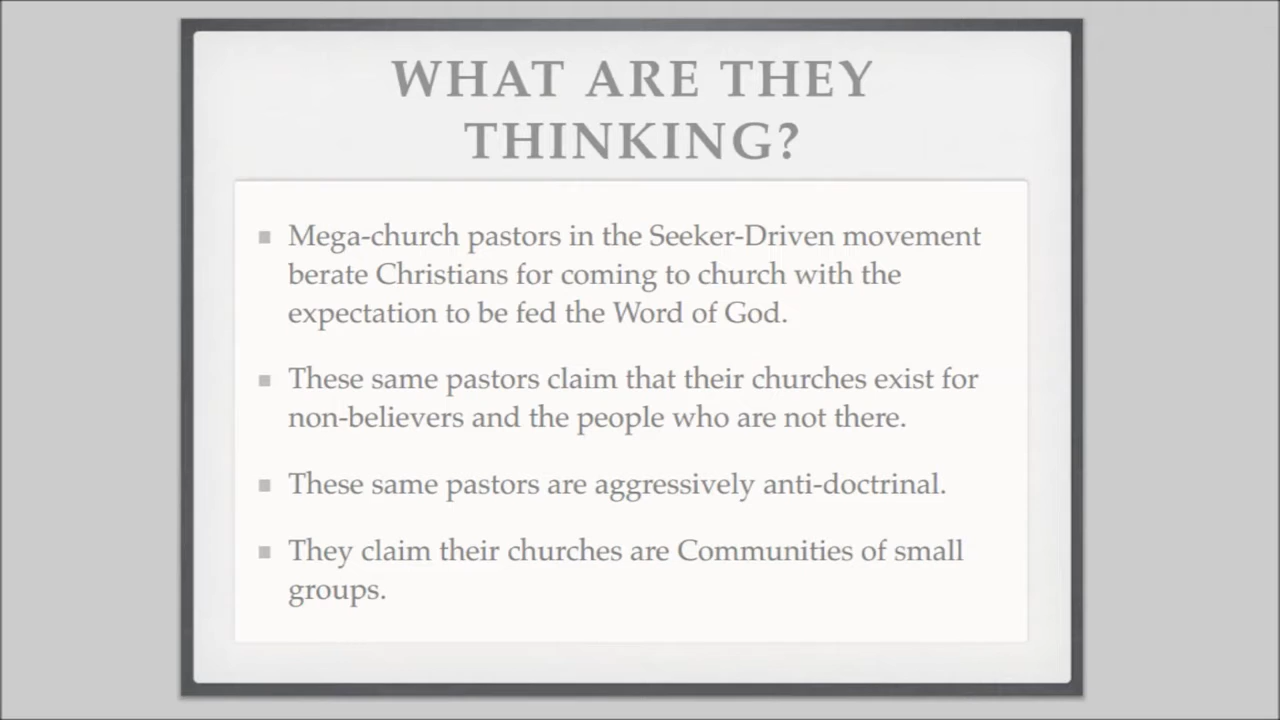 WHAT ARE THEY
THINKING?
Mega-church pastors in the Seeker-Driven movement
berate Christians for coming to church with the
expectation to be fed the Word of God.
These same pastors claim that their churches exist for
non-believers and the people who are not there.
These same pastors are aggressively anti-doctrinal.
They claim their churches are Communities of small
groups.